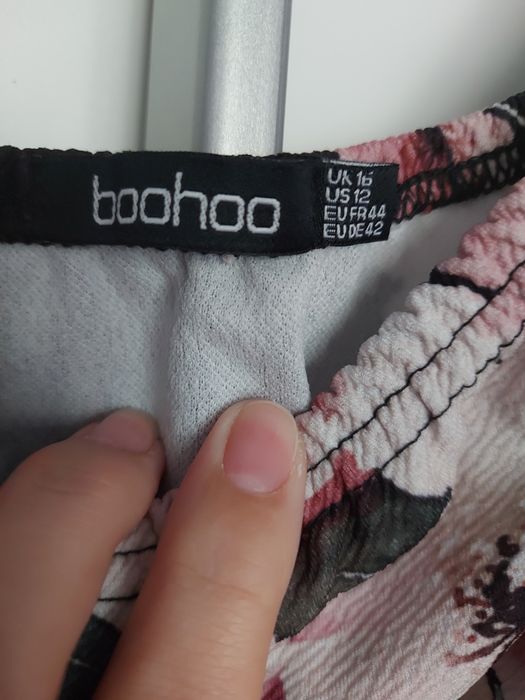 boohoo
UK 16
US 12
EU FR 44
EU DE 42